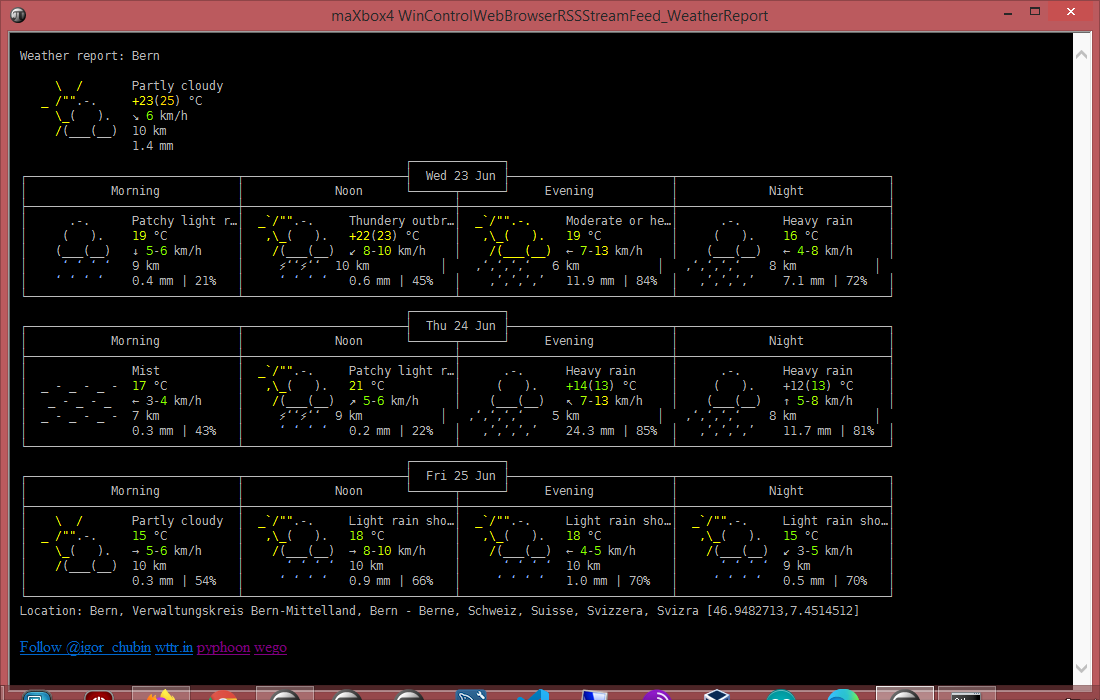 maXbox4 WinControlWebBrowserRSSStreamFeed_WeatherReport
Weather report: Bern
Partly cloudy
+23(25) °C
↘ 6 km/h
10 km
1.4 mm
Wed 23 Jun
Morning Noon Evening Night
Patchy light r… Thundery outbr… Moderate or he… Heavy rain
19 °C +22(23) °C 19 °C 16 °C
↓ 5-6 km/h ↙ 8-10 km/h ← 7-13 km/h ← 4-8 km/h
9 km 10 km 6 km 8 km
0.4 mm | 21% 0.6 mm | 45% 11.9 mm | 84% 7.1 mm | 72%
Thu 24 Jun
Morning Noon Evening Night
Mist Patchy light r… Heavy rain Heavy rain
17 °C 21 °C +14(13) °C +12(13) °C
← 3-4 km/h ↗ 5-6 km/h ↖ 7-13 km/h ↑ 5-8 km/h
7 km 9 km 5 km 8 km
0.3 mm | 43% 0.2 mm | 22% 24.3 mm | 85% 11.7 mm | 81%
Fri 25 Jun
Morning Noon Evening Night
Partly cloudy Light rain sho… Light rain sho… Light rain sho…
15 °C 18 °C 18 °C 15 °C
→ 5-6 km/h → 8-10 km/h ← 4-5 km/h ↙ 3-5 km/h
10 km 10 km 10 km 9 km
0.3 mm | 54% 0.9 mm | 66% 1.0 mm | 70% 0.5 mm | 70%
Location: Bern, Verwaltungskreis Bern-Mittelland, Bern - Berne, Schweiz, Suisse, Svizzera, Svizra [46.9482713,7.4514512]
Follow @igor_chubin wttr.in pyphoon wego